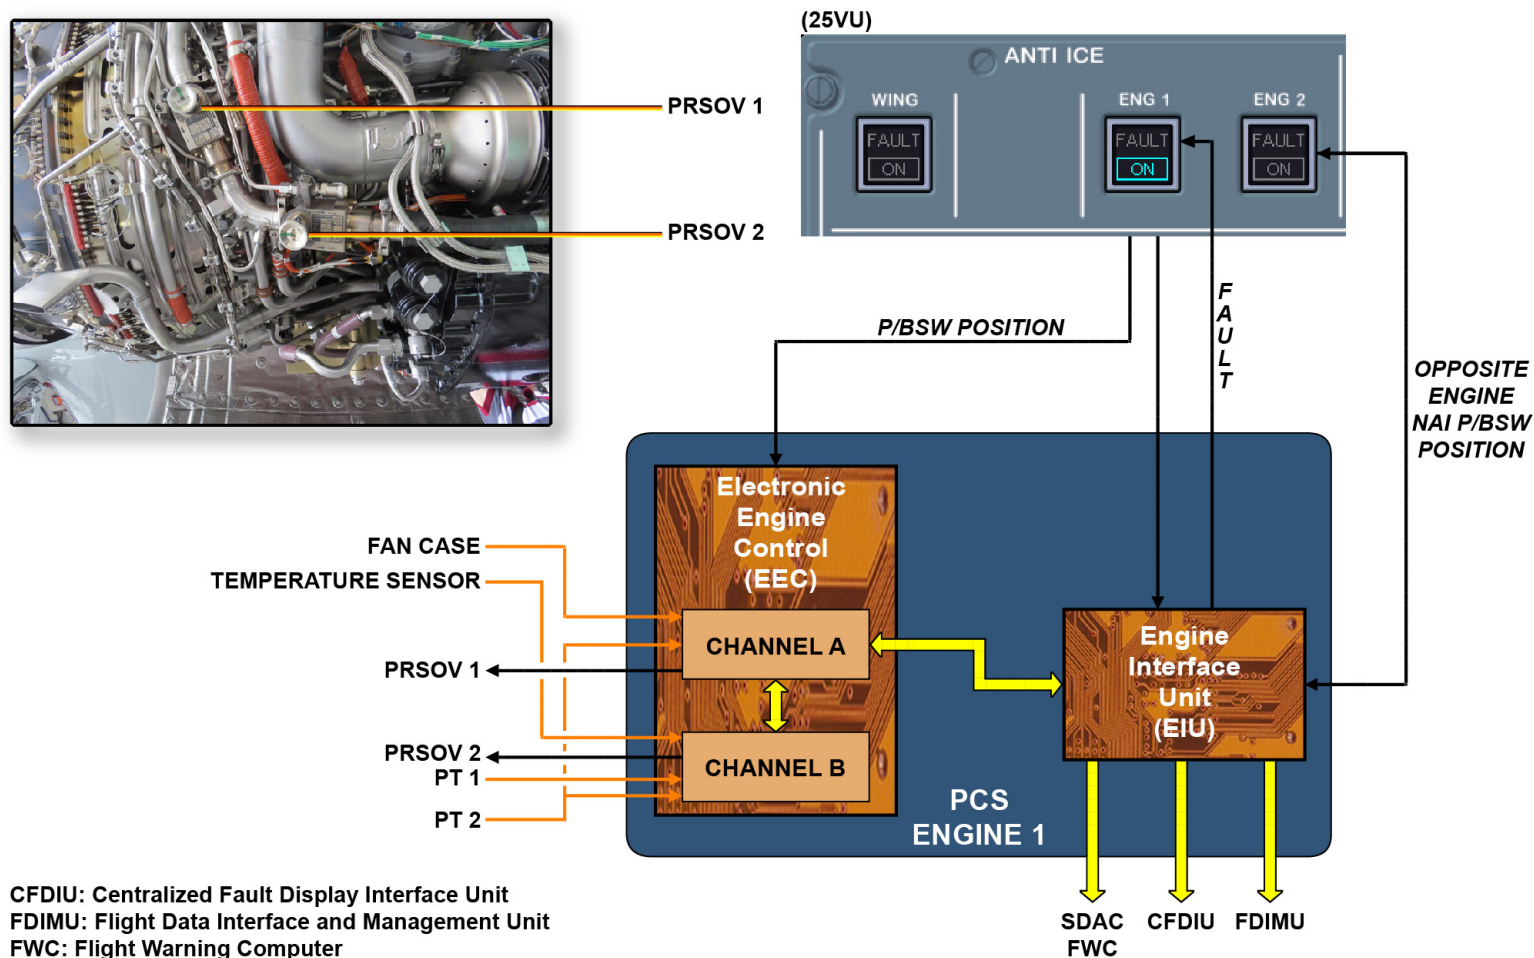 (25VU)
ANTI ICE
WING
ENG 1
ENG 2
FAULT
ON
FAULT
ON
FAULT
ON
PRSOV 1
PRSOV 2
P/BSW POSITION
FAULT
OPPOSITE
ENGINE
NAI P/BSW
POSITION
Electronic
Engine
Control
(EEC)
FAN CASE
TEMPERATURE SENSOR
CHANNEL A
PRSOV 1
PRSOV 2
PT 1
PT 2
CHANNEL B
Engine
Interface
Unit
(EIU)
PCS
ENGINE 1
SDAC
FWC
CFDIU
FDIMU
CFDIU: Centralized Fault Display Interface Unit
FDIMU: Flight Data Interface and Management Unit
FWC: Flight Warning Computer